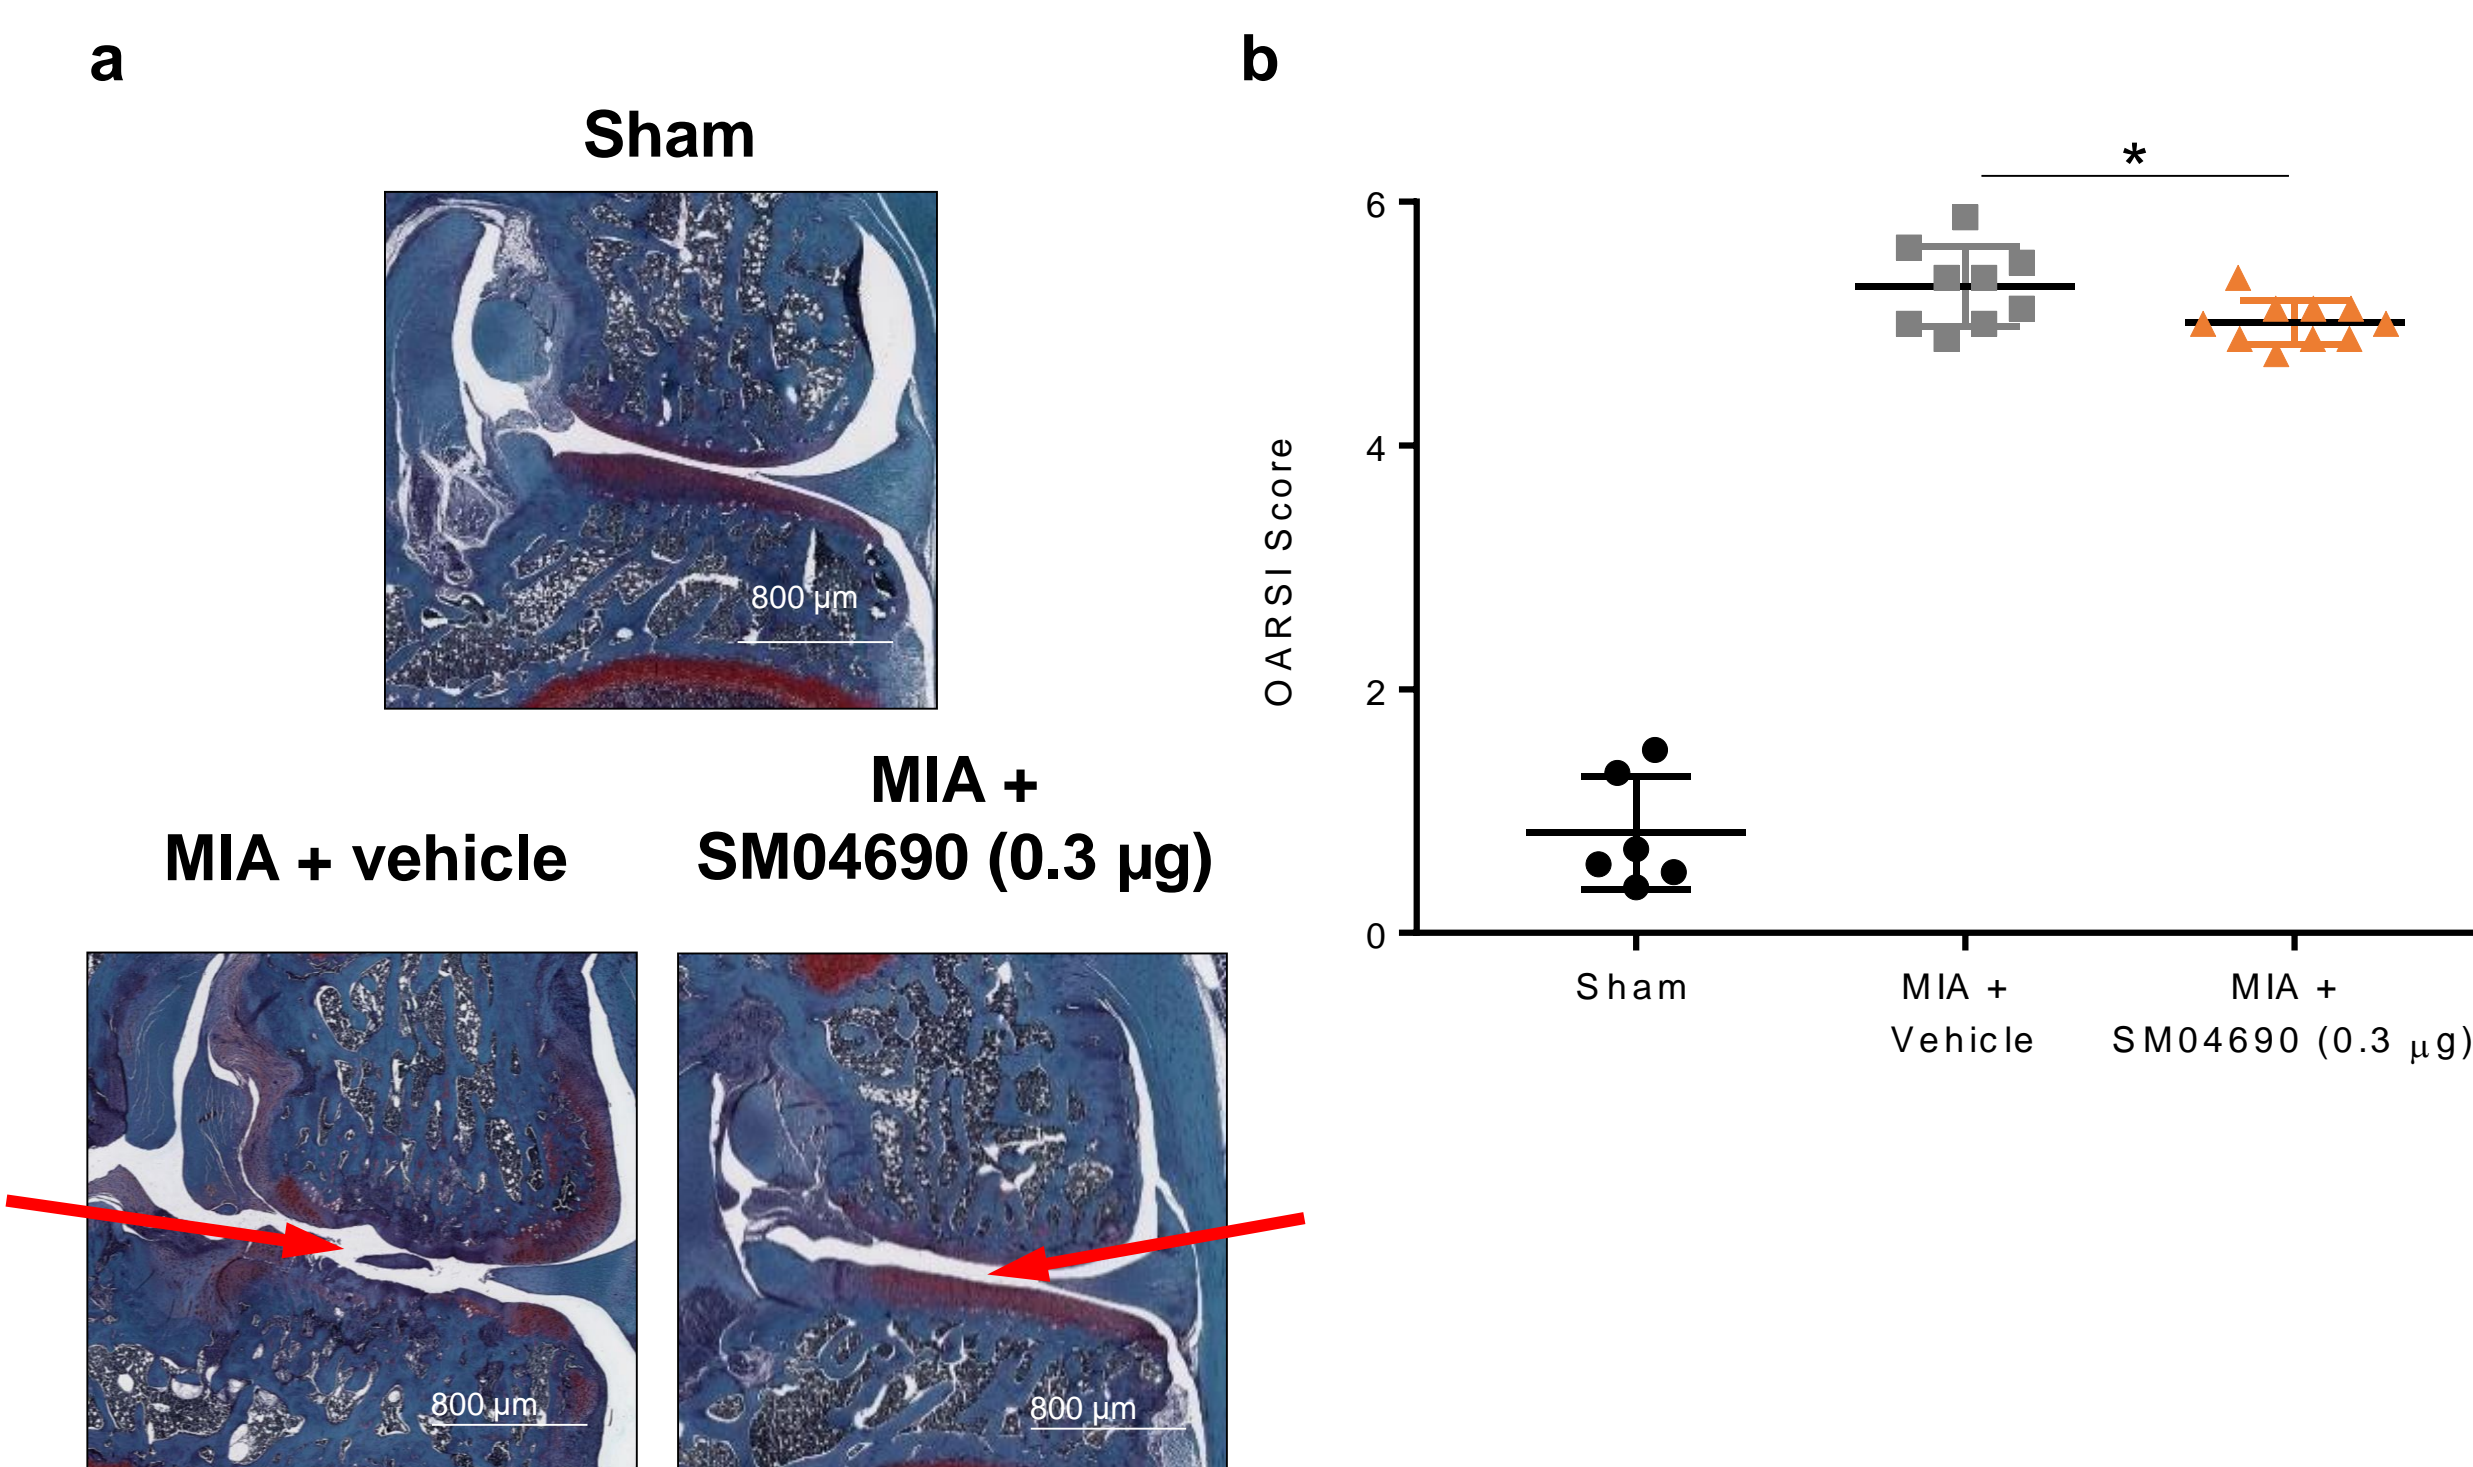 a
Sham
800 µm
MIA + vehicle
MIA +
SM04690 (0.3 µg)
800 µm
800 µm
b
*
OARSI Score
6
4
2
0
Sham
MIA +
Vehicle
MIA +
SM04690 (0.3 µg)